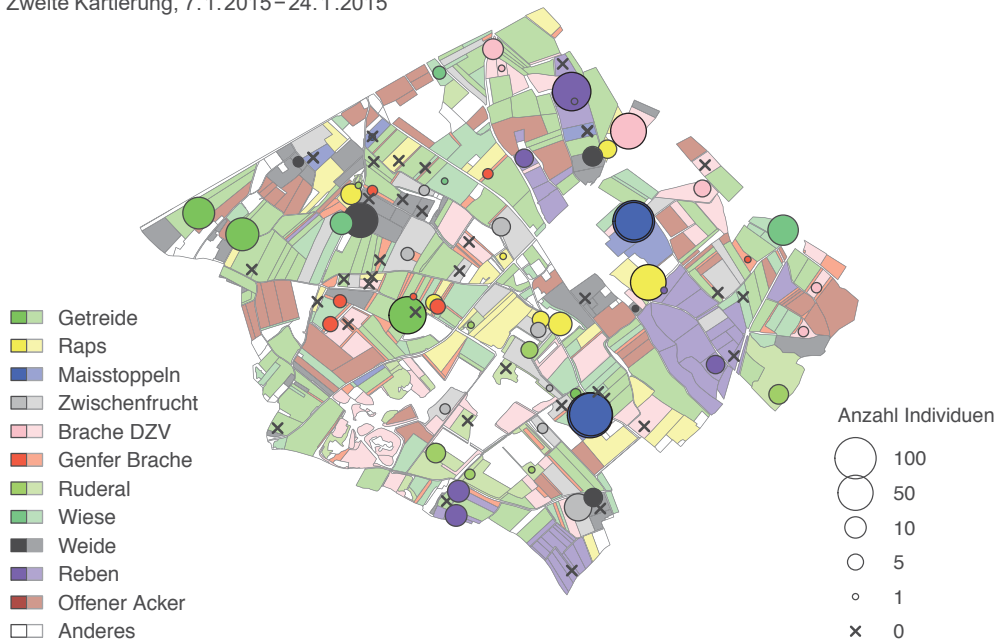 Zweite Kartierung, 7.1.2015–24.1.2015
Getreide
Raps
Maisstoppeln
Zwischenfrucht
Brache DZV
Genfer Brache
Ruderal
Wiese
Weide
Reben
Offener Acker
Anderes
Anzahl Individuen
100
50
10
5
1
0